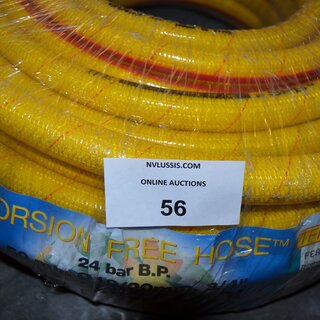 NVLUSSIS.COM
ONLINE AUCTIONS
56
ORSION FREE HOSE™
24 bar B.P.